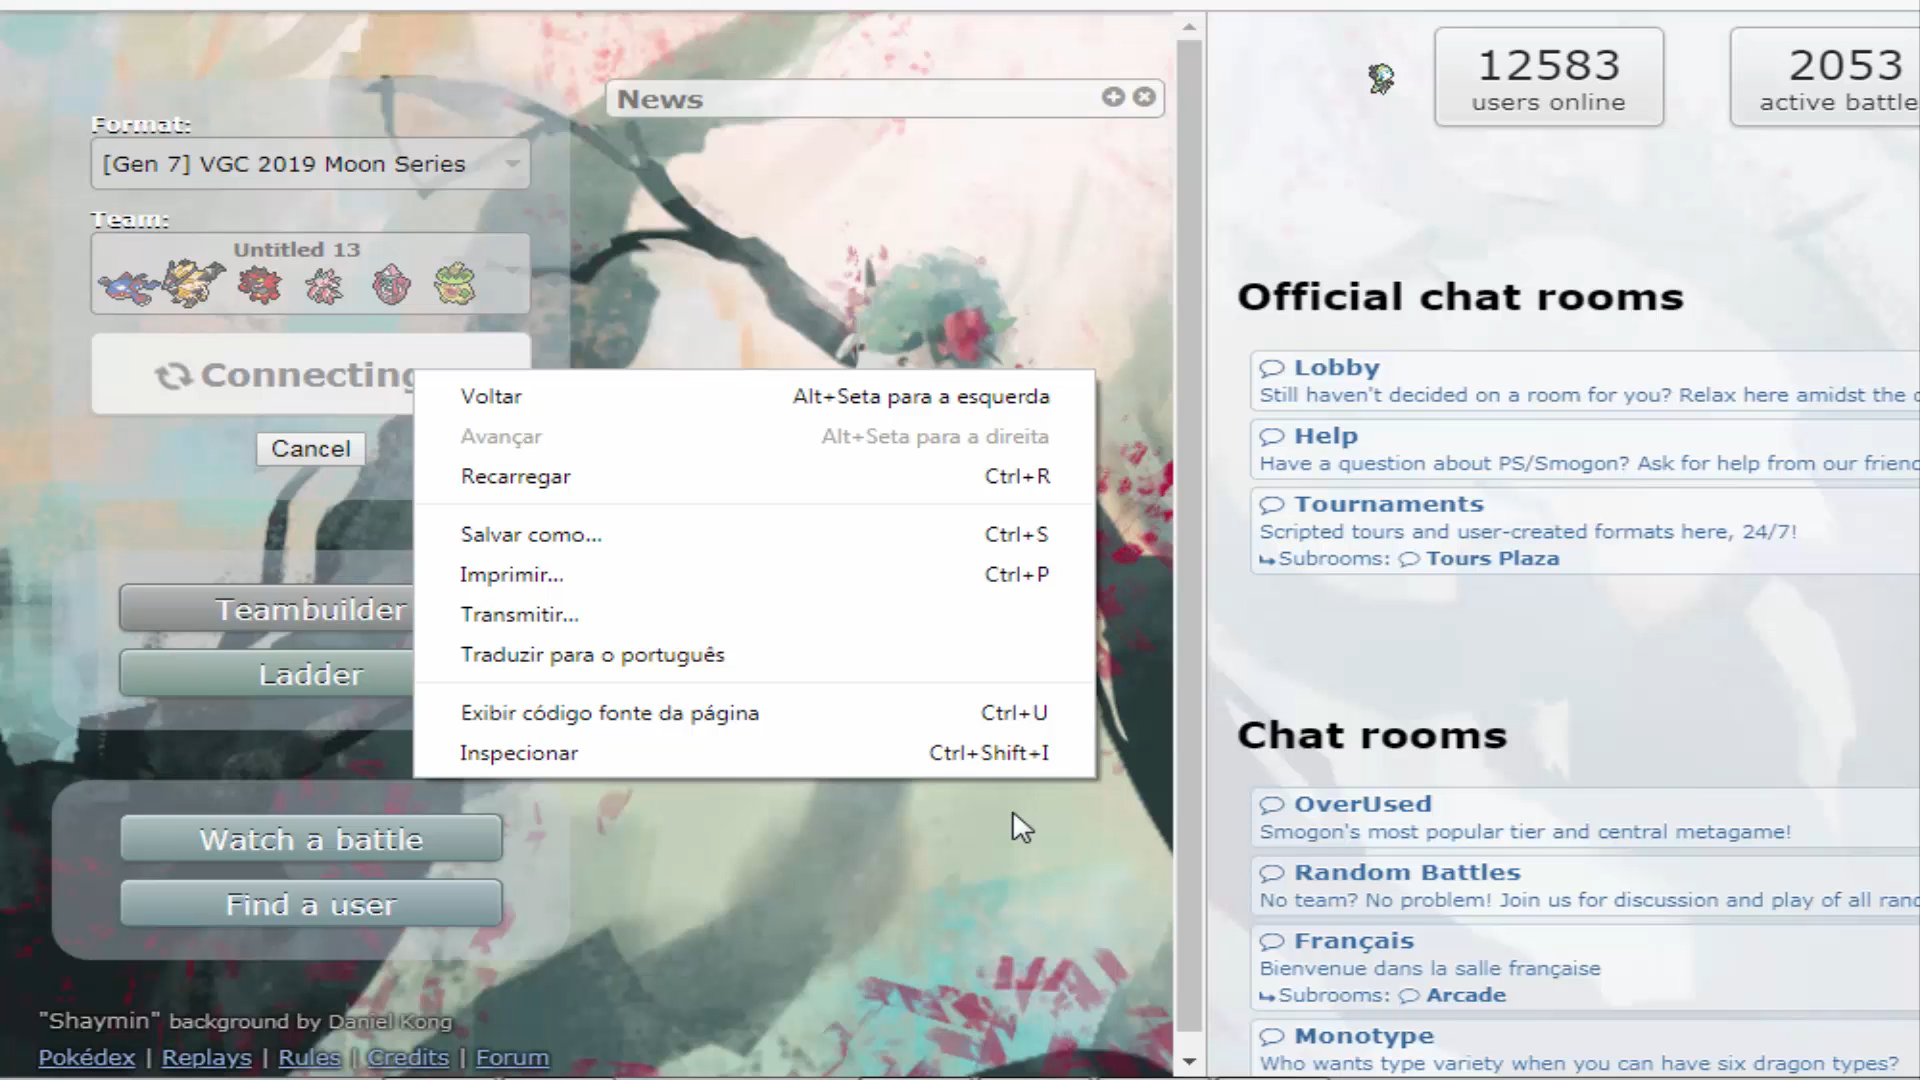 Format:
[Gen 7] VGC 2019 Moon Series
Team:
Untitled 13
Connecting
Cancel
Teambuilder
Ladder
Watch a battle
Find a user
"Shaymin" background by Daniel Kong
Pokédex | Replays | Rules | Credits | Forum
News
Voltar Alt+Seta para a esquerda
Avançar Alt+Seta para a direita
Recarregar Ctrl+R
Salvar como... Ctrl+S
Imprimir... Ctrl+P
Transmitir...
Traduzir para o português
Exibir código fonte da página Ctrl+U
Inspecionar Ctrl+Shift+I
12583
users online
2053
active battle
Official chat rooms
Lobby
Still haven't decided on a room for you? Relax here amidst the
Help
Have a question about PS/Smogon? Ask for help from our
Tournaments
Scripted tours and user-created formats here, 24/7!
Subrooms: Tours Plaza
Chat rooms
OverUsed
Smogon's most popular tier and central metagame!
Random Battles
No team? No problem! Join us for discussion and play of all
Français
Bienvenue dans la salle française
Subrooms: Arcade
Monotype
Who wants type variety when you can have six dragon types?